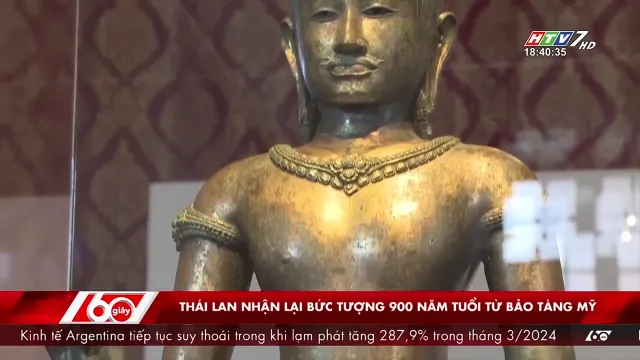 HTV7 HD
18:40:35
60 giây
THÁI LAN NHẬN LẠI BỨC TƯỢNG 900 NĂM TUỔI TỪ BẢO TÀNG MỸ
Kinh tế Argentina tiếp tục suy thoái trong khi lạm phát tăng 287,9% trong tháng 3/2024
60